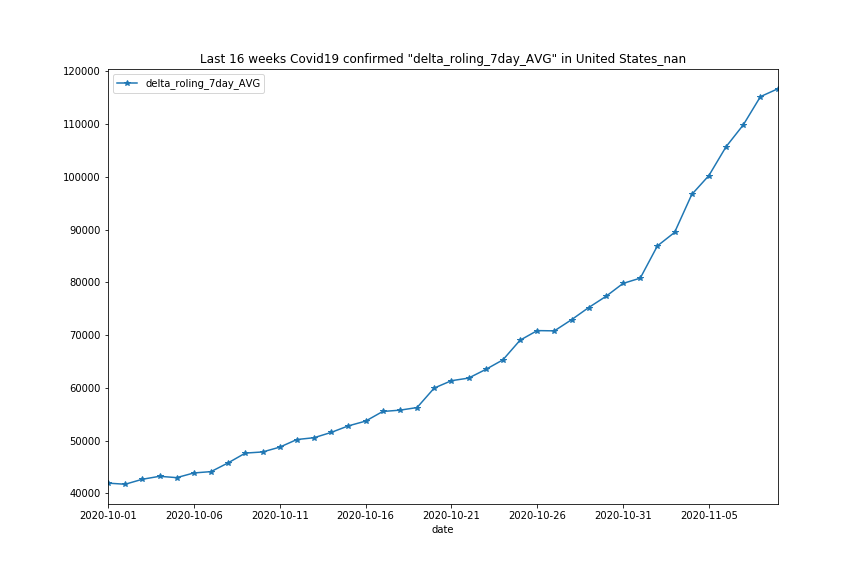 Last 16 weeks Covid19 confirmed "delta_roling_7day_AVG" in United States_nan
delta_roling_7day_AVG
120000
110000
100000
90000
80000
70000
60000
50000
40000
2020-10-01 2020-10-06 2020-10-11 2020-10-16 2020-10-21 2020-10-26 2020-10-31 2020-11-05
date